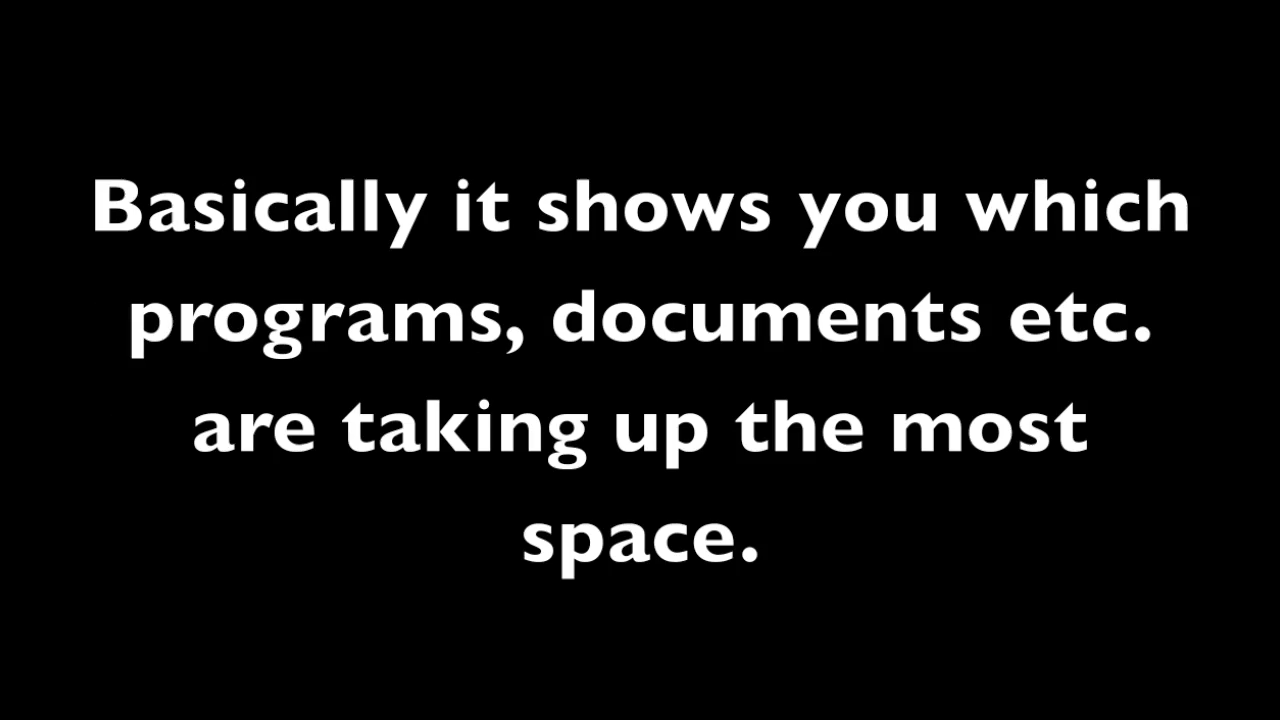 Basically it shows you which
programs, documents etc.
are taking up the most
space.